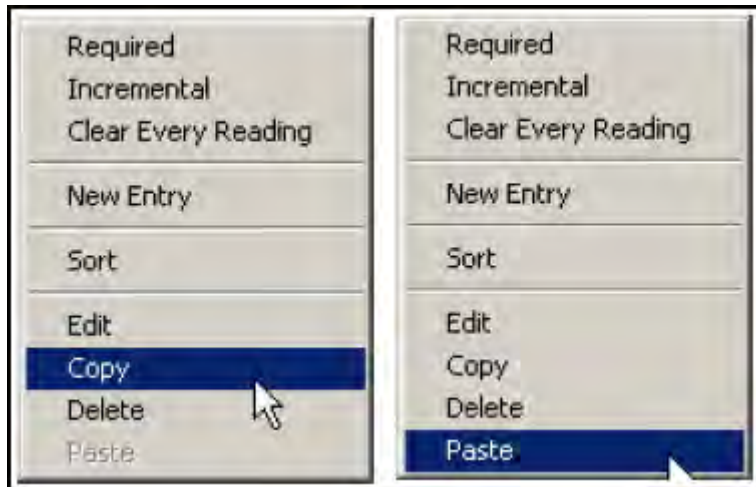 Required
Incremental
Clear Every Reading
New Entry
Sort
Edit
Copy
Delete
Paste
Required
Incremental
Clear Every Reading
New Entry
Sort
Edit
Copy
Delete
Paste